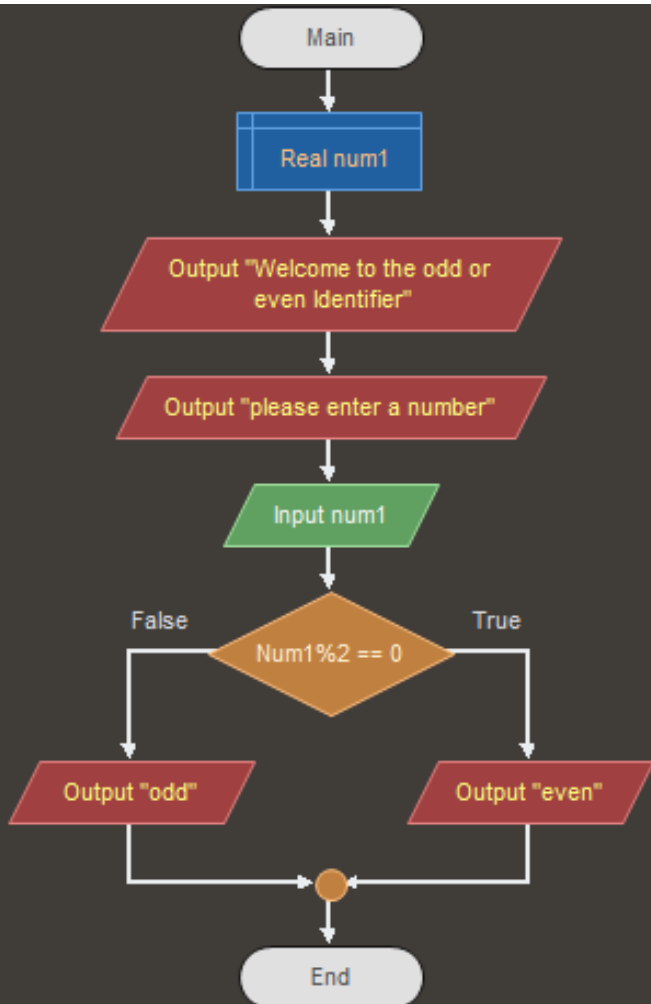 Main
Real num1
Output "Welcome to the odd or
even Identifier"
Output "please enter a number"
Input num1
False
True
Num1%2 == 0
Output "odd"
Output "even"
End